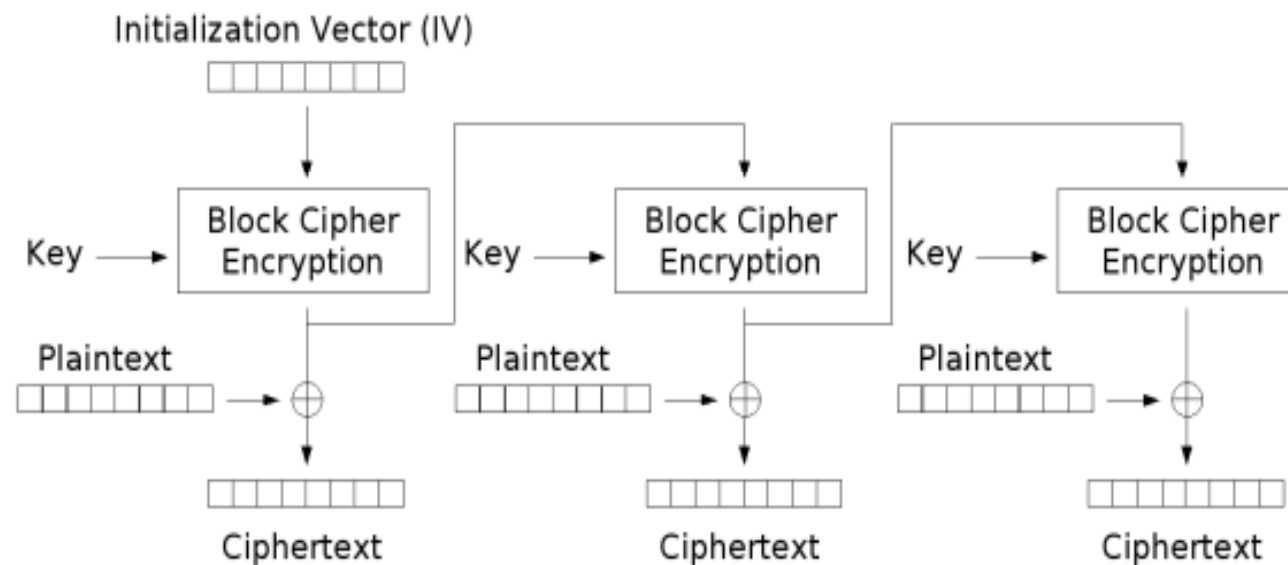 Initialization Vector (IV)
Key
Block Cipher
Encryption
Key
Block Cipher
Encryption
Key
Block Cipher
Encryption
Plaintext
Plaintext
Plaintext
Ciphertext
Ciphertext
Ciphertext